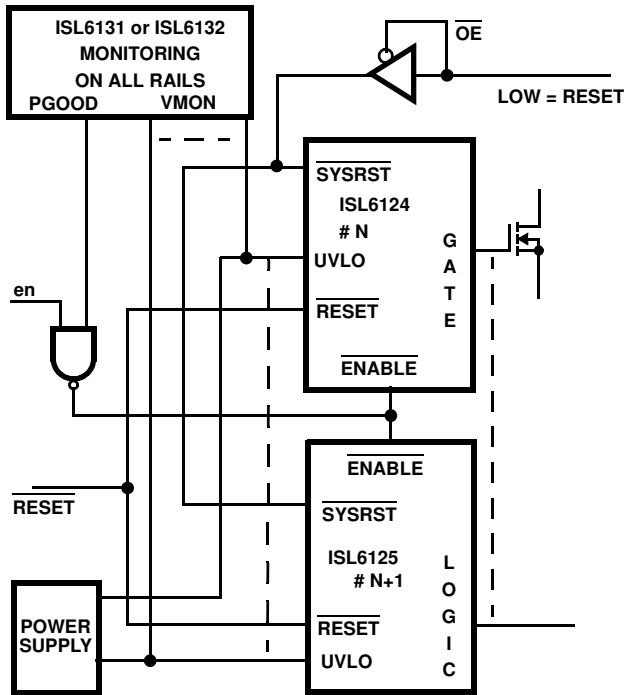 ISL6131 or ISL6132
MONITORING
ON ALL RAILS
PGOOD VMON
OE
LOW = RESET
SYSRST
ISL6124
# N
UVLO
RESET
ENABLE
G
A
T
E
en
RESET
ENABLE
SYSRST
ISL6125
# N+1
RESET
UVLO
L
O
G
I
C
POWER
SUPPLY